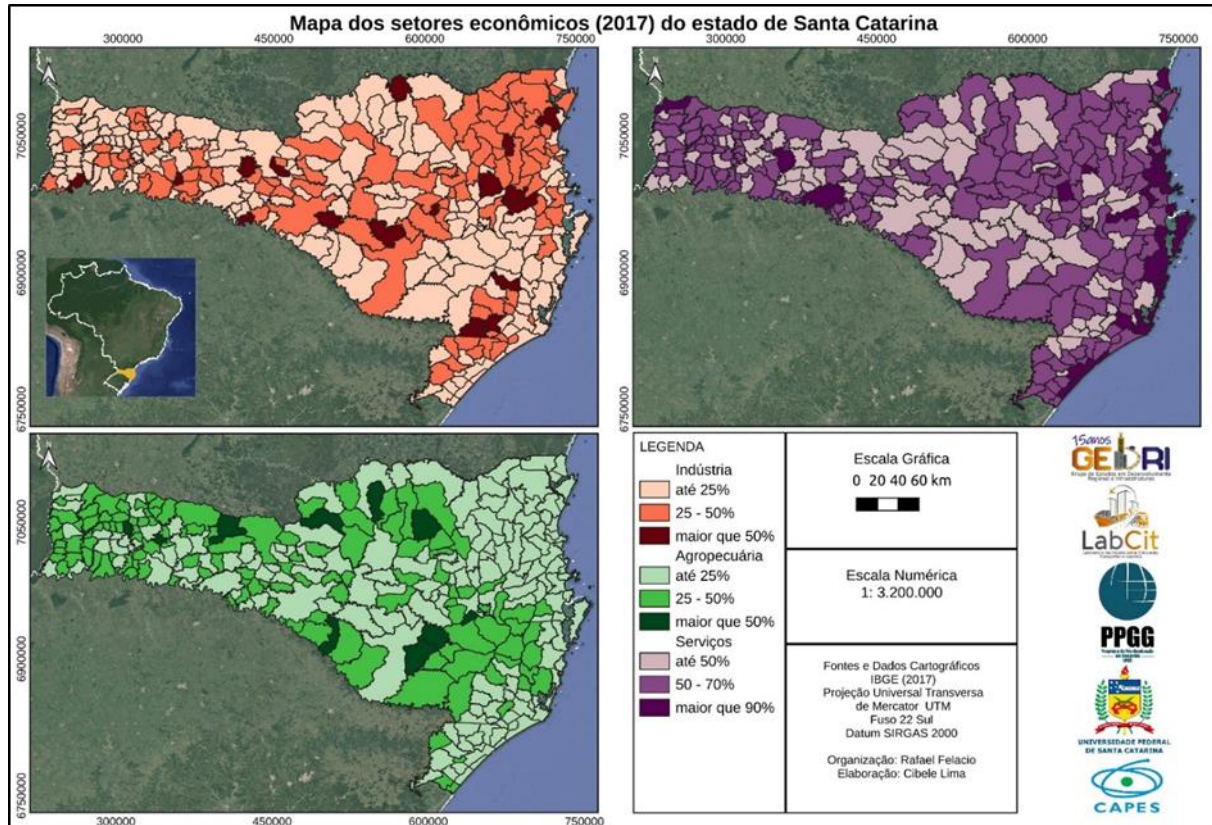 Mapa dos setores econômicos (2017) do estado de Santa Catarina
300000 450000 600000 750000
300000 450000 600000 750000
7050000
6900000
6750000
7050000
6900000
6750000
7050000
6900000
6750000
300000 450000 600000 750000
LEGENDA
Indústria
até 25%
25 - 50%
maior que 50%
Agropecuária
até 25%
25 - 50%
maior que 50%
Serviços
até 50%
50 - 70%
maior que 90%
Escala Gráfica
0 20 40 60 km
Escala Numérica
1: 3.200.000
Fontes e Dados Cartográficos
IBGE (2017)
Projeção Universal Transversa
de Mercator UTM
Fuso 22 Sul
Datum SIRGAS 2000
Organização: Rafael Felacio
Elaboração: Cibele Lima
15anos
GEDRI
LabCit
PPGG
UNIVERSIDADE FEDERAL
DE SANTA CATARINA
CAPES